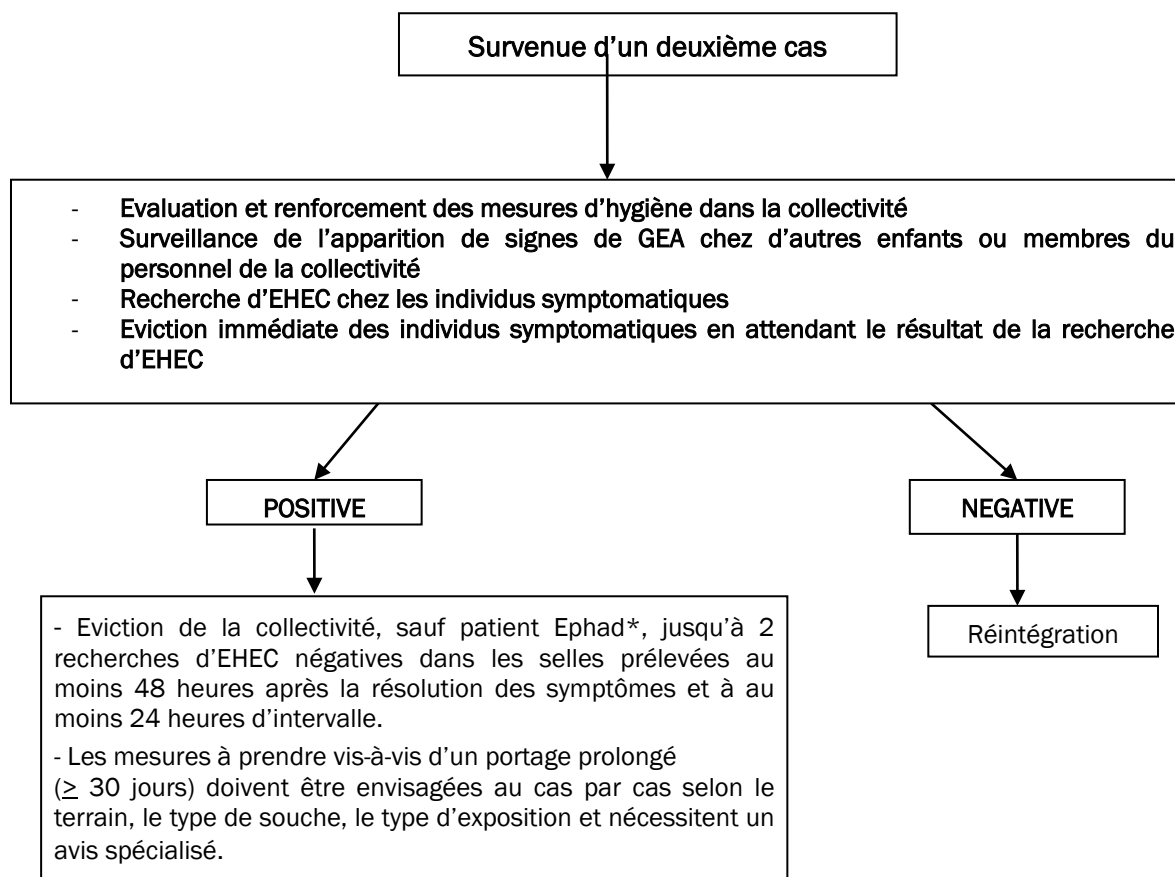 Survenue d’un deuxième cas
- Evaluation et renforcement des mesures d’hygiène dans la collectivité
- Surveillance de l’apparition de signes de GEA chez d’autres enfants ou membres du
personnel de la collectivité
- Recherche d’EHEC chez les individus symptomatiques
- Eviction immédiate des individus symptomatiques en attendant le résultat de la recherche
d’EHEC
POSITIVE
NEGATIVE
- Eviction de la collectivité, sauf patient Ephad*, jusqu’à 2
recherches d’EHEC négatives dans les selles prélevées au
moins 48 heures après la résolution des symptômes et à au
moins 24 heures d’intervalle.
- Les mesures à prendre vis-à-vis d’un portage prolongé
(≥ 30 jours) doivent être envisagées au cas par cas selon le
terrain, le type de souche, le type d’exposition et nécessitent un
avis spécialisé.
Réintégration